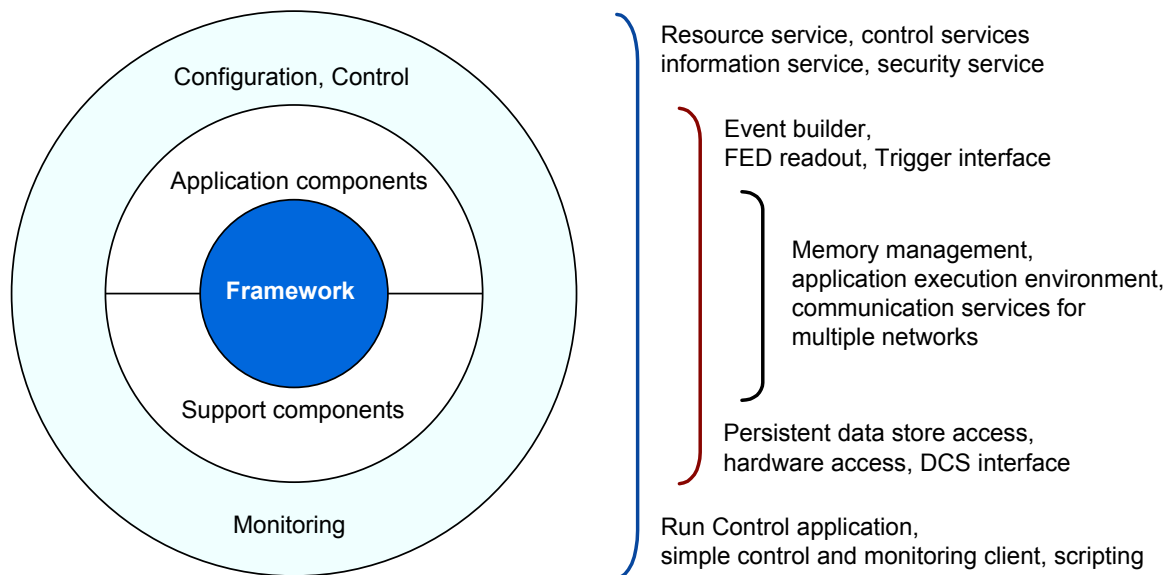 Configuration, Control
Application components
Framework
Support components
Monitoring
Resource service, control services
information service, security service
Event builder,
FED readout, Trigger interface
Memory management,
application execution environment,
communication services for
multiple networks
Persistent data store access,
hardware access, DCS interface
Run Control application,
simple control and monitoring client, scripting